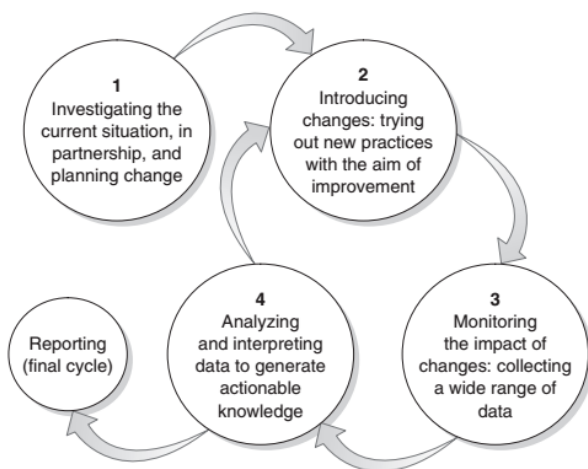 1
Investigating the
current situation, in
partnership, and
planning change
2
Introducing
changes: trying
out new practices
with the aim of
improvement
3
Monitoring
the impact of
changes: collecting
a wide range of
data
4
Analyzing
and interpreting
data to generate
actionable
knowledge
Reporting
(final cycle)